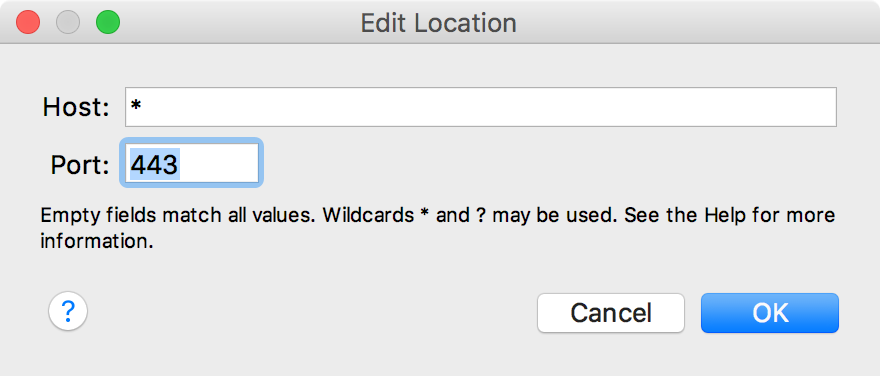 Edit Location
Host: *
Port: 443
Empty fields match all values. Wildcards * and ? may be used. See the Help for more
information.
? Cancel OK